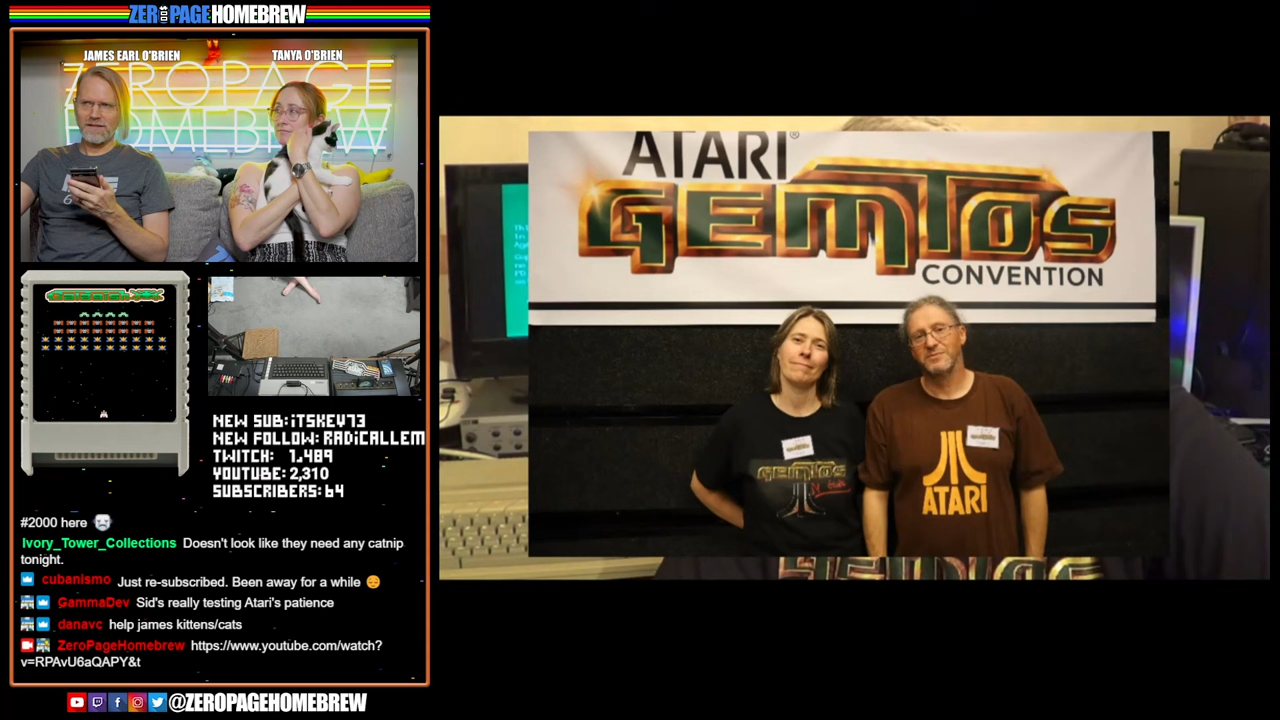 ZEROPAGE HOMEBREW
JAMES EARL O'BRIEN
TANYA O'BRIEN
ZEROPAGE
HOMEBREW
NEW SUB: iTSKEV73
NEW FOLLOW: RADiCALLEM
TWITCH: 1,489
YOUTUBE: 2,310
SUBSCRIBERS: 64
#2000 here
Ivory_Tower_Collections Doesn't look like they need any catnip
tonight.
cubanismo Just re-subscribed. Been away for a while
GammaDev Sid's really testing Atari's patience
danavc help james kittens/cats
ZeroPageHomebrew https://www.youtube.com/watch?
v=RPAvU6aQAPY&t
@ZEROPAGEHOMEBREW
ATARI®
GEMTOS
CONVENTION
GEMTOS
ATARI